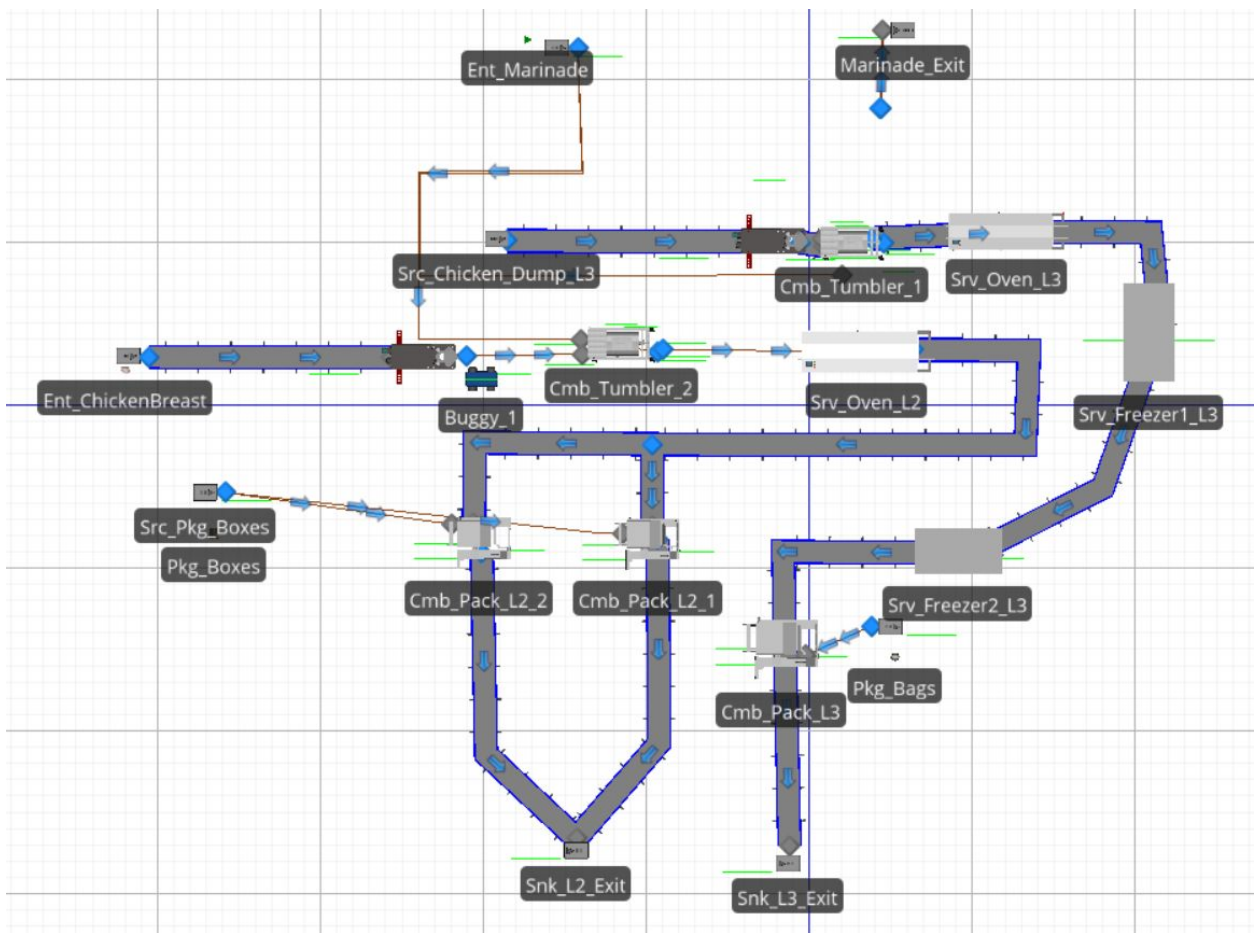 Ent_Marinade
Marinade_Exit
Src_Chicken_Dump_L3
Cmb_Tumbler_1
Srv_Oven_L3
Ent_ChickenBreast
Buggy_1
Cmb_Tumbler_2
Srv_Oven_L2
Srv_Freezer1_L3
Src_Pkg_Boxes
Pkg_Boxes
Cmb_Pack_L2_2
Cmb_Pack_L2_1
Srv_Freezer2_L3
Cmb_Pack_L3
Pkg_Bags
Snk_L2_Exit
Snk_L3_Exit